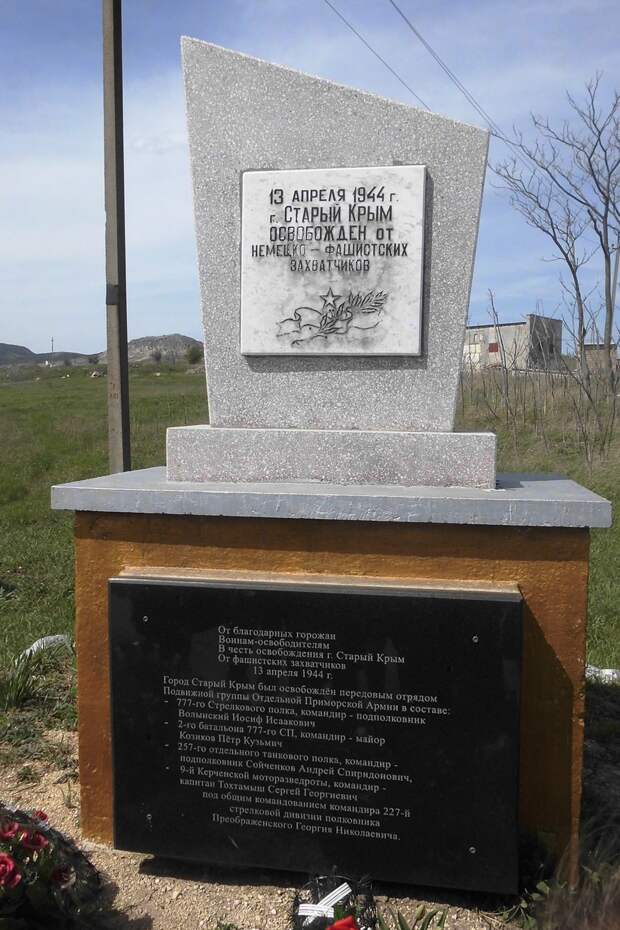 13 АПРЕЛЯ 1944 г.
г. СТАРЫЙ КРЫМ
ОСВОБОЖДЕН от
НЕМЕЦКО – ФАШИСТСКИХ
ЗАХВАТЧИКОВ
От благодарных горожан
Воинам-освободителям
В честь освобождения г. Старый Крым
От фашистских захватчиков
13 апреля 1944 г.
Город Старый Крым был освобождён передовым отрядом
Подвижной группы Отдельной Приморской Армии в составе:
- 777-го Стрелкового полка, командир - подполковник
Волынский Иосиф Исаакович
- 2-го батальона 777-го СП, командир - майор
Козиков Пётр Кузьмич
- 257-го отдельного танкового полка, командир -
подполковник Сойченков Андрей Спиридонович,
- 9-й Керченской моторазведроты, командир -
капитан Тохтамыш Сергей Георгиевич
под общим командованием командира 227-й
стрелковой дивизии полковника
Преображенского Георгия Николаевича.